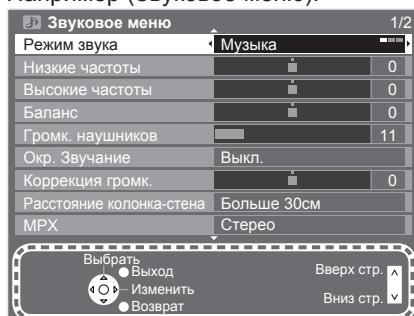 Например (Звуковое меню):
Звуковое меню 1/2
Режим звука Музыка
Низкие частоты 0
Высокие частоты 0
Баланс 0
Громк. наушников 11
Окр. Звучание Выкл.
Коррекция громк. 0
Расстояние колонка-стена Больше 30см
MPX Стерео
Выбрать
Выход
Изменить
Возврат
Вверх стр.
Вниз стр.